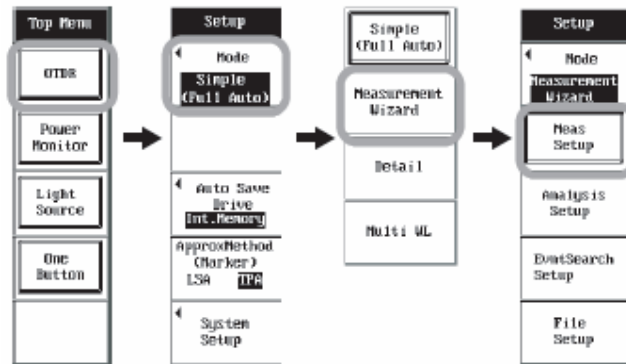 Top Menu
OTDR
Power
Monitor
Light
Source
One
Button
Setup
Mode
Simple
(Full Auto)
Auto Save
Drive
Int.Memory
ApproxMethod
(Marker)
LSA TPA
System
Setup
Simple
(Full Auto)
Measurement
Wizard
Detail
Multi WL
Setup
Mode
Measurement
Wizard
Meas
Setup
Analysis
Setup
EvntSearch
Setup
File
Setup